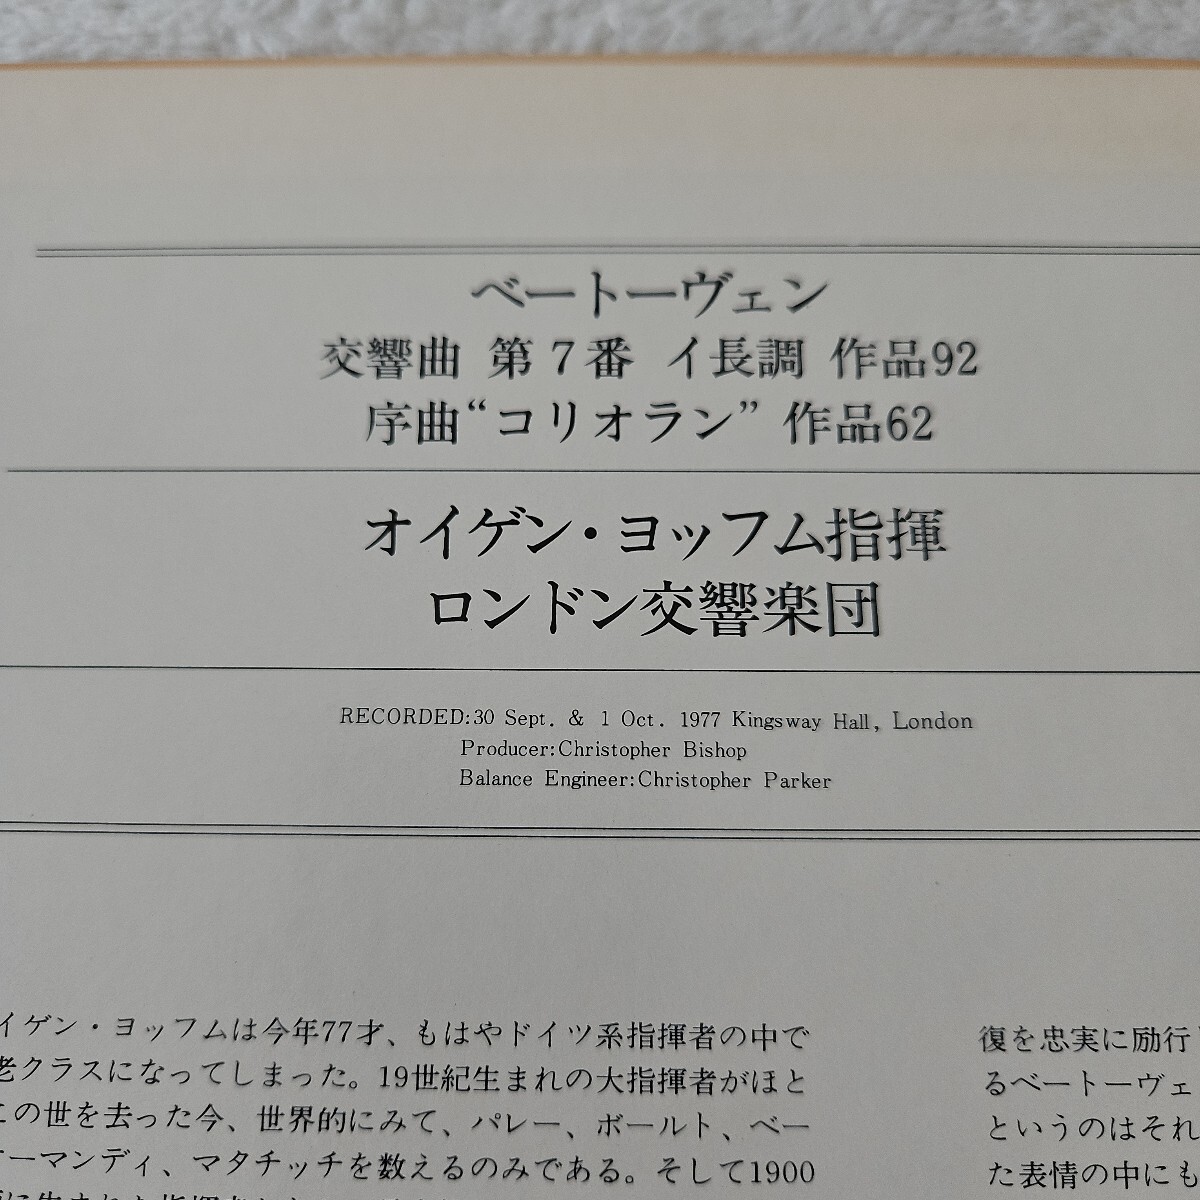 ベートーヴェン
交響曲 第7番 イ長調 作品92
序曲“コリオラン” 作品62
オイゲン・ヨッフム指揮
ロンドン交響楽団
RECORDED:30 Sept. & 1 Oct. 1977 Kingsway Hall, London
Producer:Christopher Bishop
Balance Engineer:Christopher Parker
イゲン・ヨッフムは今年77才、もはやドイツ系指揮者の中で
老クラスになってしまった。19世紀生まれの大指揮者がほと
この世を去った今、世界的にみて、パレー、ボールト、ベー
ーマンディ、マタチッチを数えるのみである。そして1900
復を忠実に励行
るベートーヴェ
というのはそれ
た表情の中にも